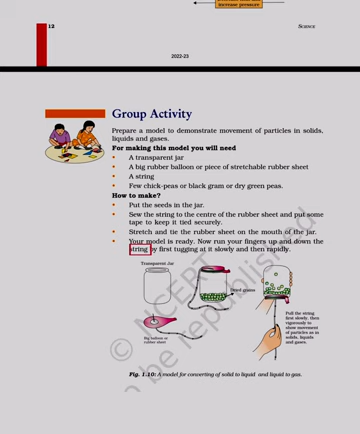 increase pressure
12
SCIENCE
2022-23
Group Activity
Prepare a model to demonstrate movement of particles in solids,
liquids and gases.
For making this model you will need
• A transparent jar
• A big rubber balloon or piece of stretchable rubber sheet
• A string
• Few chick-peas or black gram or dry green peas.
How to make?
• Put the seeds in the jar.
• Sew the string to the centre of the rubber sheet and put some
tape to keep it tied securely.
• Stretch and tie the rubber sheet on the mouth of the jar.
• Your model is ready. Now run your fingers up and down the
string by first tugging at it slowly and then rapidly.
Transparent Jar
Dried grams
Big balloon or
rubber sheet
Pull the string
first slowly, then
vigorously to
show movement
of particles as in
solids, liquids
and gases.
Fig. 1.10: A model for converting of solid to liquid and liquid to gas.
© NCERT
be republished